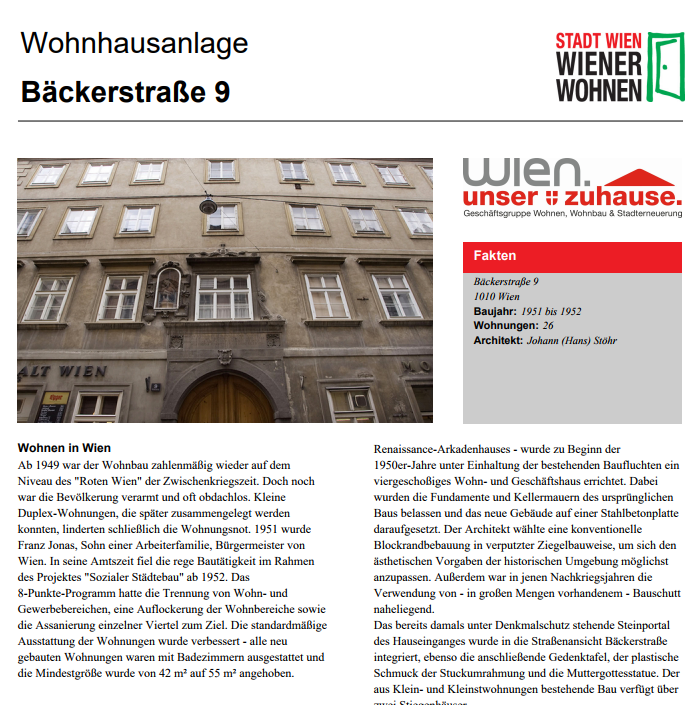 Wohnhausanlage
Bäckerstraße 9
STADT WIEN
WIENER
WOHNEN
wien.
unser zuhause.
Geschäftsgruppe Wohnen, Wohnbau & Stadterneuerung
Fakten
Bäckerstraße 9
1010 Wien
Baujahr: 1951 bis 1952
Wohnungen: 26
Architekt: Johann (Hans) Stöhr
ALT WIEN
M O
Wohnen in Wien
Ab 1949 war der Wohnbau zahlenmäßig wieder auf dem
Niveau des "Roten Wien" der Zwischenkriegszeit. Doch noch
war die Bevölkerung verarmt und oft obdachlos. Kleine
Duplex-Wohnungen, die später zusammengelegt werden
konnten, linderten schließlich die Wohnungsnot. 1951 wurde
Franz Jonas, Sohn einer Arbeiterfamilie, Bürgermeister von
Wien. In seine Amtszeit fiel die rege Bautätigkeit im Rahmen
des Projektes "Sozialer Städtebau" ab 1952. Das
8-Punkte-Programm hatte die Trennung von Wohn- und
Gewerbebereichen, eine Auflockerung der Wohnbereiche sowie
die Assanierung einzelner Viertel zum Ziel. Die standardmäßige
Ausstattung der Wohnungen wurde verbessert - alle neu
gebauten Wohnungen waren mit Badezimmern ausgestattet und
die Mindestgröße wurde von 42 m² auf 55 m² angehoben.
Renaissance-Arkadenhauses - wurde zu Beginn der
1950er-Jahre unter Einhaltung der bestehenden Baufluchten ein
viergeschoßiges Wohn- und Geschäftshaus errichtet. Dabei
wurden die Fundamente und Kellermauern des ursprünglichen
Baus belassen und das neue Gebäude auf einer Stahlbetonplatte
daraufgesetzt. Der Architekt wählte eine konventionelle
Blockrandbebauung in verputzter Ziegelbauweise, um sich den
ästhetischen Vorgaben der historischen Umgebung möglichst
anzupassen. Außerdem war in jenen Nachkriegsjahren die
Verwendung von - in großen Mengen vorhandenem - Bauschutt
naheliegend.
Das bereits damals unter Denkmalschutz stehende Steinportal
des Hauseinganges wurde in die Straßenansicht Bäckerstraße
integriert, ebenso die anschließende Gedenktafel, der plastische
Schmuck der Stuckumrahmung und die Muttergottesstatue. Der
aus Klein- und Kleinstwohnungen bestehende Bau verfügt über
zwei Stiegenhäuser